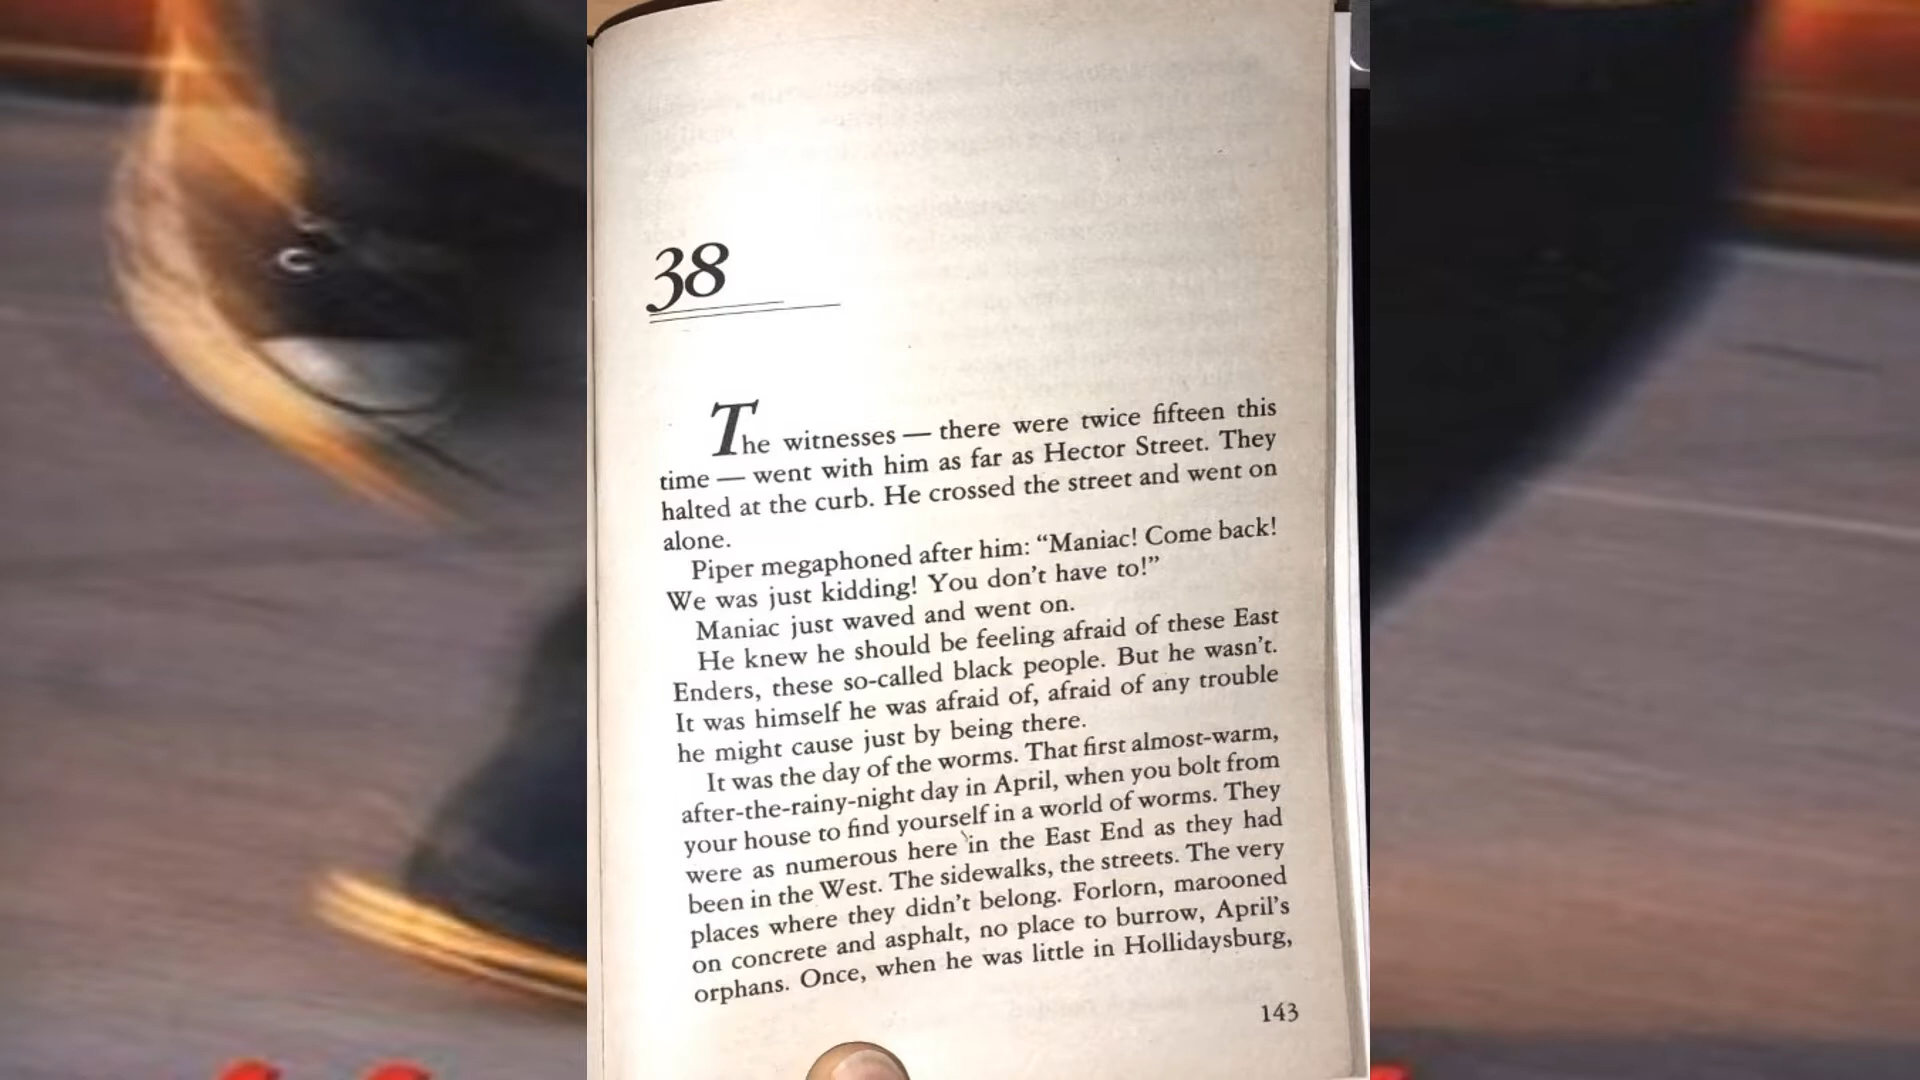 38
The witnesses — there were twice fifteen this
time — went with him as far as Hector Street. They
halted at the curb. He crossed the street and went on
alone.
Piper megaphoned after him: “Maniac! Come back!
We was just kidding! You don’t have to!”
Maniac just waved and went on.
He knew he should be feeling afraid of these East
Enders, these so-called black people. But he wasn’t.
It was himself he was afraid of, afraid of any trouble
he might cause just by being there.
It was the day of the worms. That first almost-warm,
after-the-rainy-night day in April, when you bolt from
your house to find yourself in a world of worms. They
were as numerous here in the East End as they had
been in the West. The sidewalks, the streets. The very
places where they didn’t belong. Forlorn, marooned
on concrete and asphalt, no place to burrow, April’s
orphans. Once, when he was little in Hollidaysburg,
143